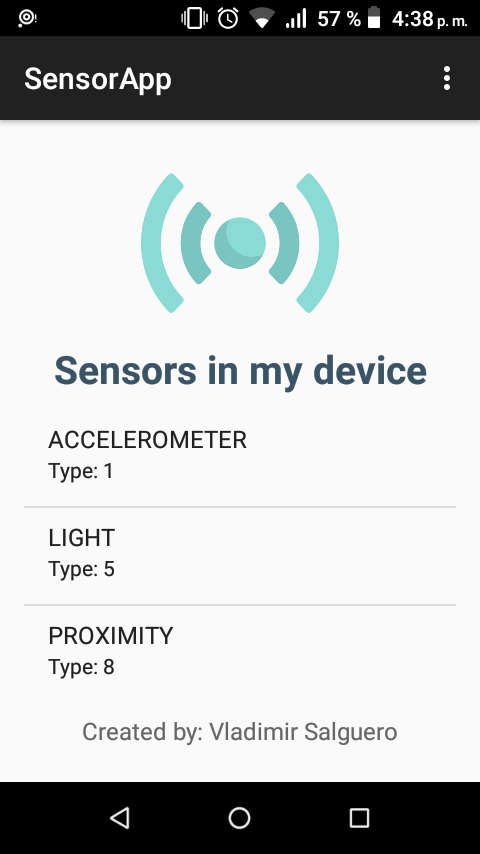 57 % 4:38 p. m.
SensorApp
Sensors in my device
ACCELEROMETER
Type: 1
LIGHT
Type: 5
PROXIMITY
Type: 8
Created by: Vladimir Salguero